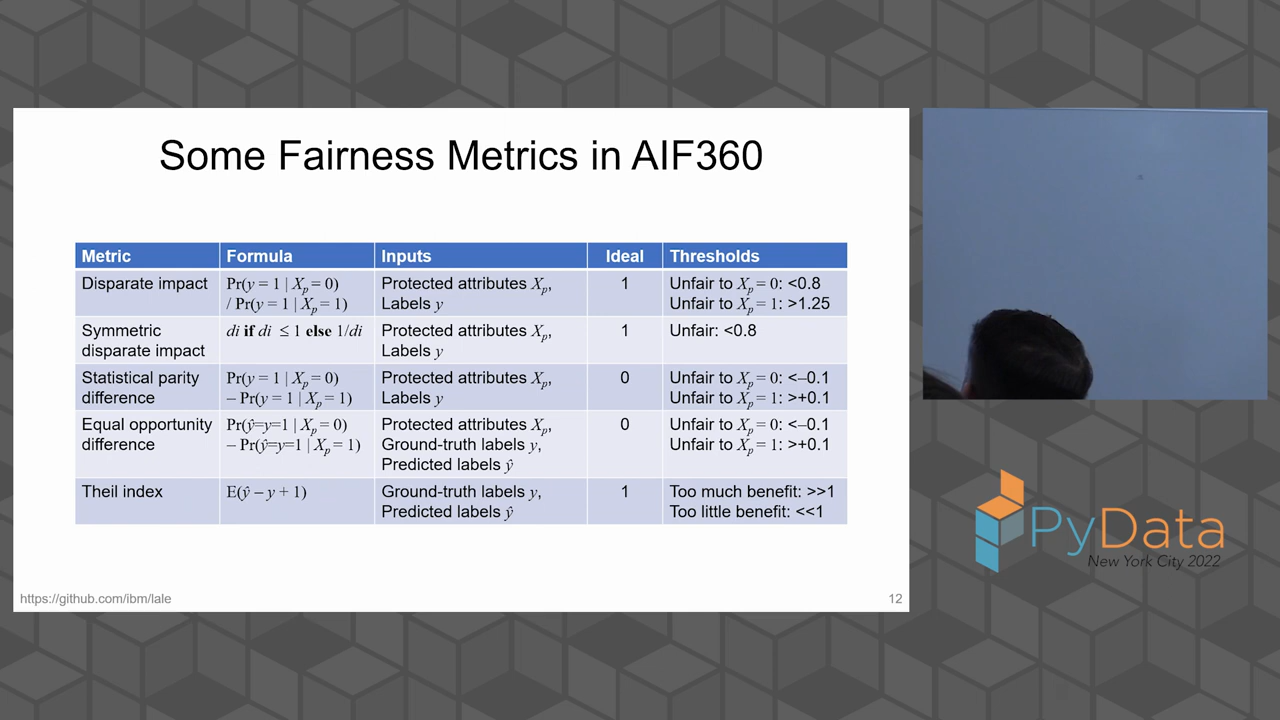 Some Fairness Metrics in AIF360
Metric Formula Inputs Ideal Thresholds
Disparate impact Pr(y = 1 | Xp = 0) Protected attributes Xp, 1 Unfair to Xp = 0: <0.8
/ Pr(y = 1 | Xp = 1) Labels y Unfair to Xp = 1: >1.25
Symmetric di if di ≤ 1 else 1/di Protected attributes Xp, 1 Unfair: <0.8
disparate impact Labels y
Statistical parity Pr(y = 1 | Xp = 0) Protected attributes Xp, 0 Unfair to Xp = 0: <–0.1
difference – Pr(y = 1 | Xp = 1) Labels y Unfair to Xp = 1: >+0.1
Equal opportunity Pr(ŷ=y=1 | Xp = 0) Protected attributes Xp, 0 Unfair to Xp = 0: <–0.1
difference – Pr(ŷ=y=1 | Xp = 1) Ground-truth labels y, Unfair to Xp = 1: >+0.1
Predicted labels ŷ
Theil index E(ŷ – y + 1) Ground-truth labels y, 1 Too much benefit: >>1
Predicted labels ŷ Too little benefit: <<1
https://github.com/ibm/lale 12
PyData
New York City 2022